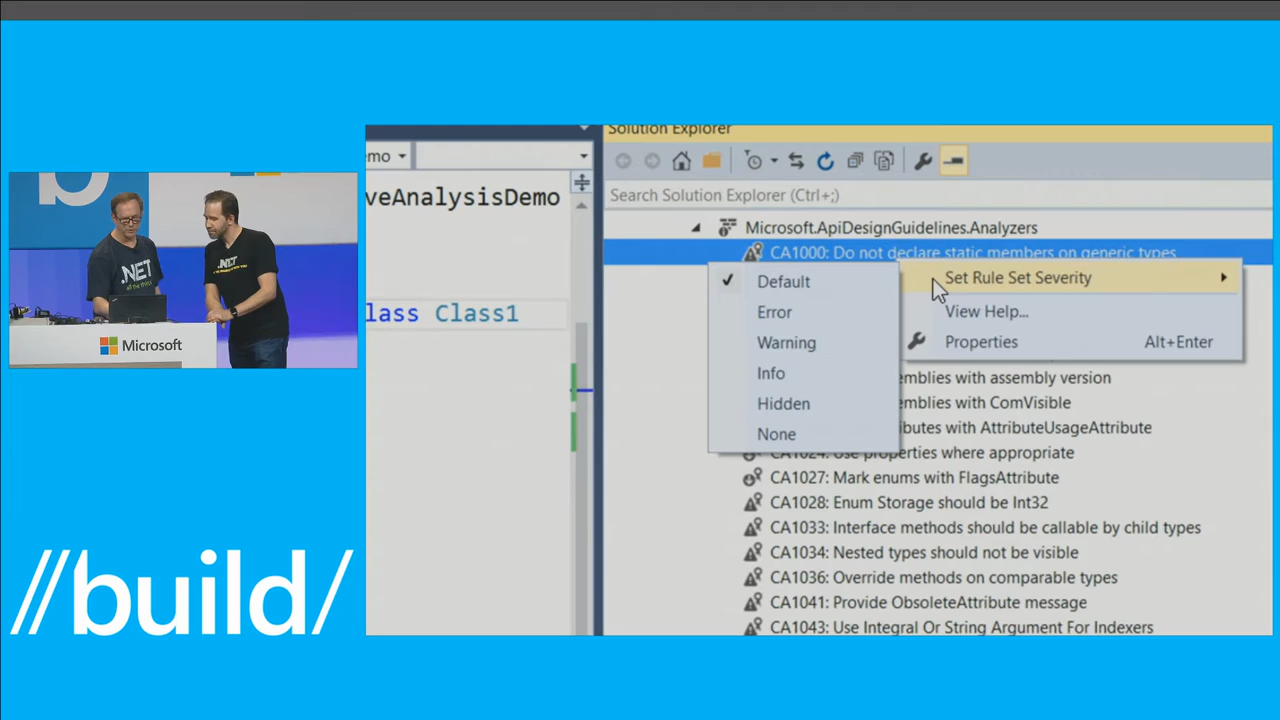 b
.NET
all the things
.NET
Microsoft
//build/
Solution Explorer
emo
Search Solution Explorer (Ctrl+;)
veAnalysisDemo
lass Class1
Microsoft.ApiDesignGuidelines.Analyzers
CA1000: Do not declare static members on generic types
Set Rule Set Severity
View Help...
Properties Alt+Enter
Default
Error
Warning
Info
Hidden
None
emblies with assembly version
emblies with ComVisible
ibutes with AttributeUsageAttribute
CA1024: Use properties where appropriate
CA1027: Mark enums with FlagsAttribute
CA1028: Enum Storage should be Int32
CA1033: Interface methods should be callable by child types
CA1034: Nested types should not be visible
CA1036: Override methods on comparable types
CA1041: Provide ObsoleteAttribute message
CA1043: Use Integral Or String Argument For Indexers